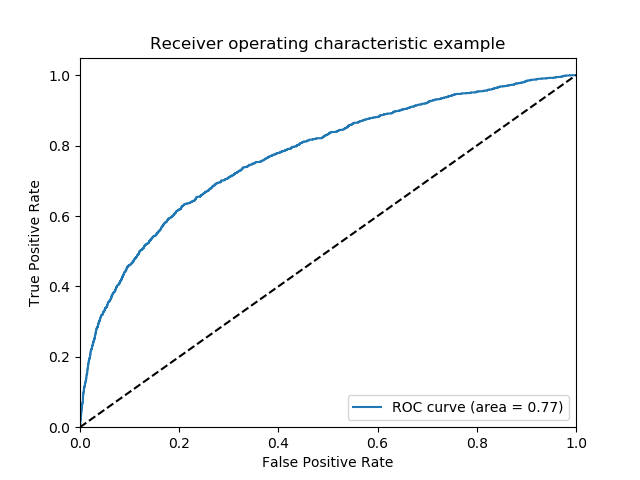 Receiver operating characteristic example
True Positive Rate
1.0
0.8
0.6
0.4
0.2
0.0
ROC curve (area = 0.77)
0.0 0.2 0.4 0.6 0.8 1.0
False Positive Rate